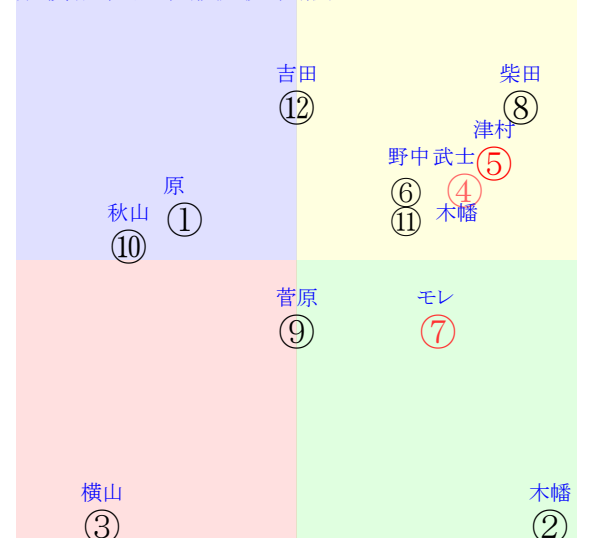 吉田
⑫
柴田
⑧
津村
⑤
野中
⑥
武士
④
木幡
⑪
原
①
秋山
⑩
菅原
⑨
モレ
⑦
横山
③
木幡
②